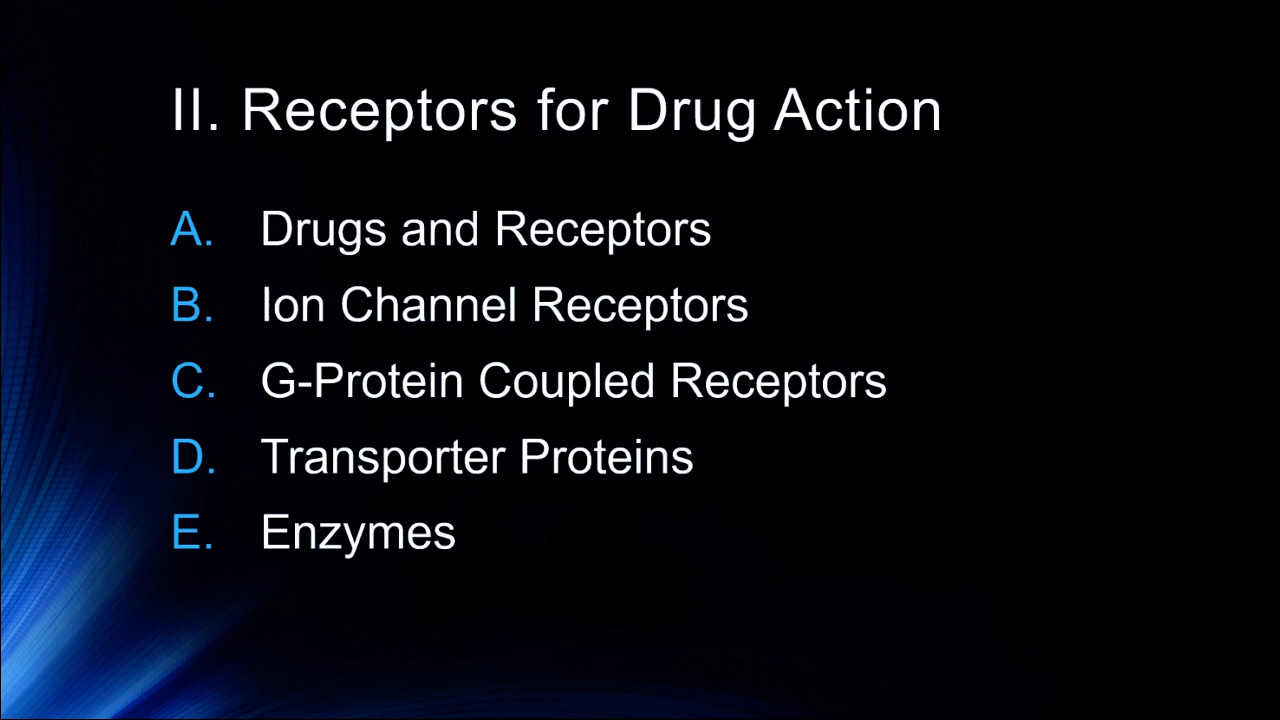 II. Receptors for Drug Action
A. Drugs and Receptors
B. Ion Channel Receptors
C. G-Protein Coupled Receptors
D. Transporter Proteins
E. Enzymes